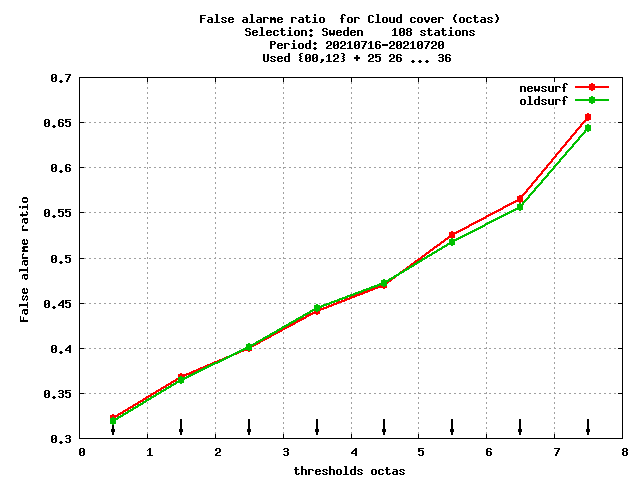 False alarme ratio  for Cloud cover (octas)
Selection: Sweden    108 stations
Period: 20210716-20210720
Used {00,12} + 25 26 ... 36
newsurf
oldsurf
0.7
0.65
0.6
0.55
0.5
0.45
0.4
0.35
0.3
False alarme ratio
0 1 2 3 4 5 6 7 8
thresholds octas